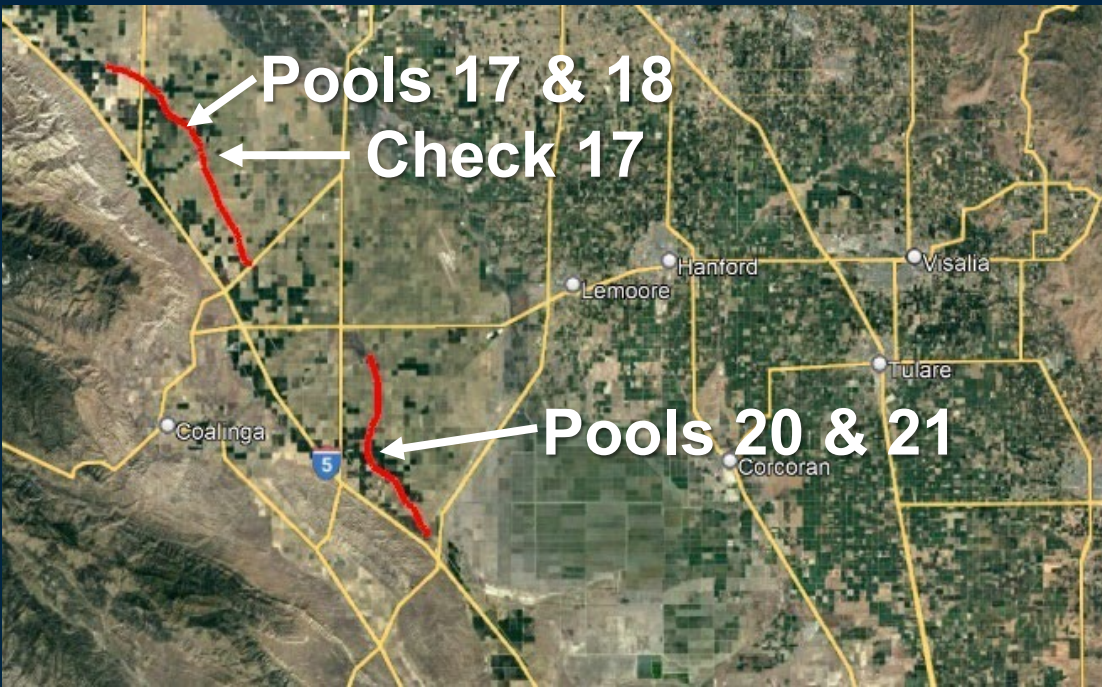 Pools 17 & 18
Check 17
Hanford
Visalia
Lemoore
Tulare
Pools 20 & 21
Coalinga
5
Corcoran